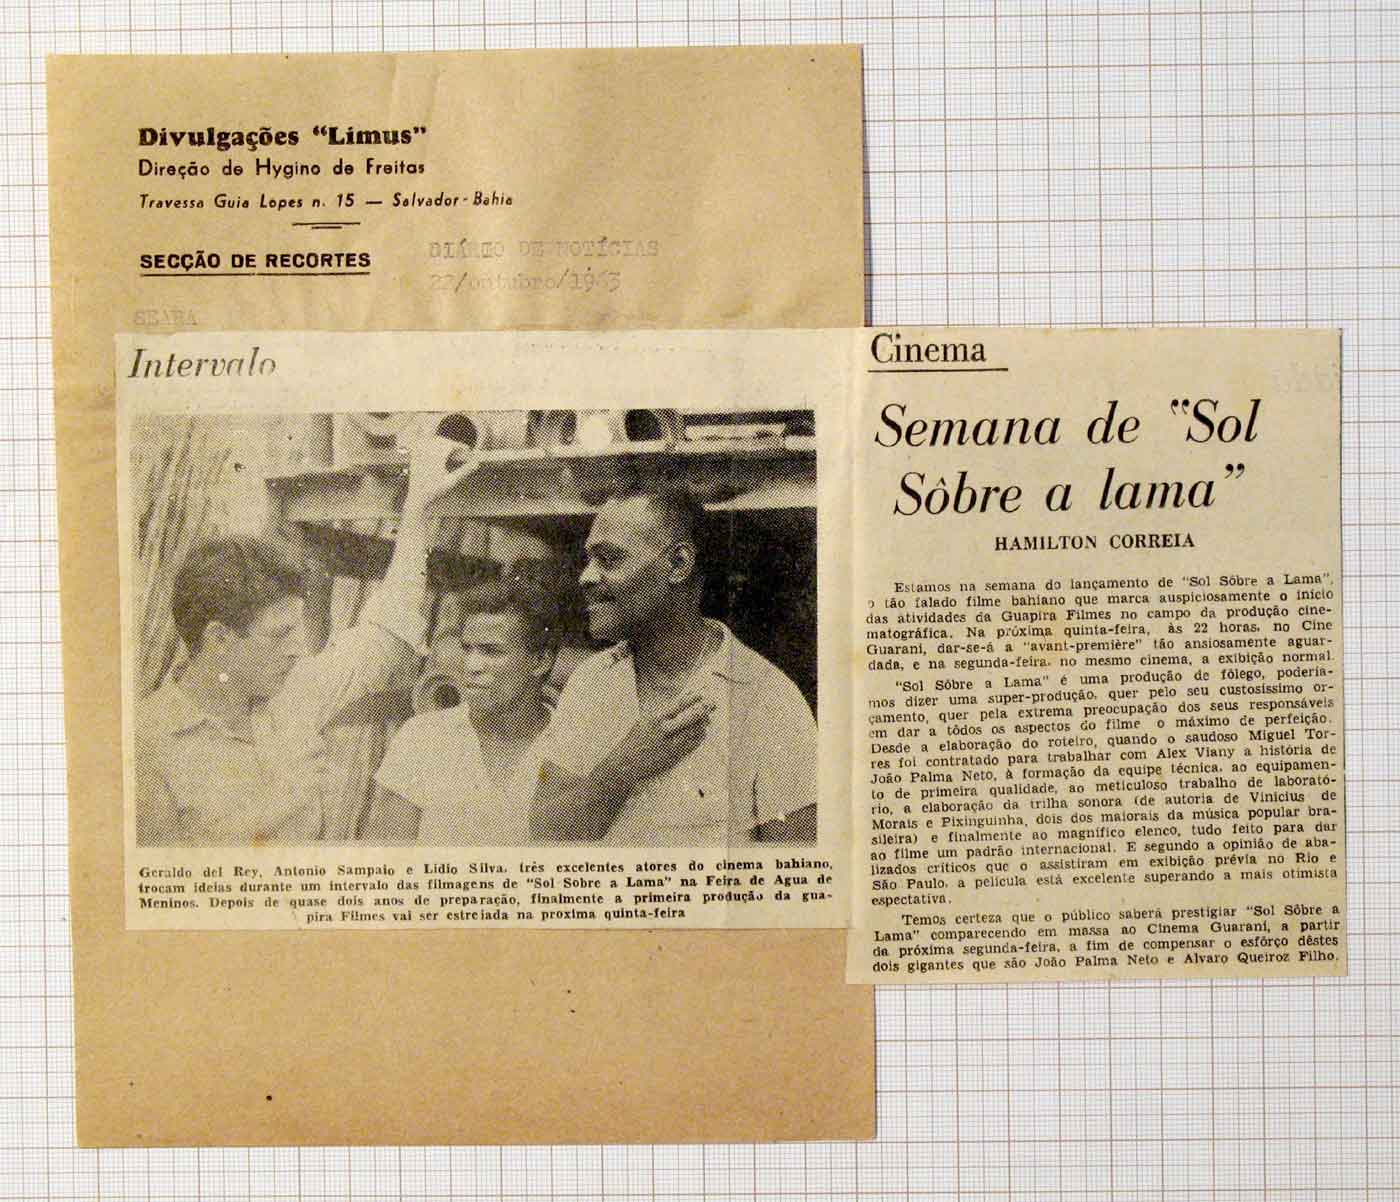 Divulgações “Límus”
Direção de Hygino de Freitas
Travessa Guia Lopes n. 15 — Salvador-Bahia
SECÇÃO DE RECORTES
DIÁRIO DE NOTÍCIAS
22/outubro/1963
SEARA
Intervalo
Geraldo del Rey, Antonio Sampaio e Lidio Silva, três excelentes atores do cinema bahiano,
trocam ideias durante um intervalo das filmagens de “Sol Sobre a Lama” na Feira de Agua de
Meninos. Depois de quase dois anos de preparação, finalmente a primeira produção da gua-
pira Filmes vai ser estreiada na proxima quinta-feira
Cinema
Semana de “Sol
Sôbre a lama”
HAMILTON CORREIA
Estamos na semana do lançamento de “Sol Sôbre a Lama”,
o tão falado filme bahiano que marca auspiciosamente o início
das atividades da Guapira Filmes no campo da produção cine-
matográfica. Na próxima quinta-feira, às 22 horas, no Cine
Guarani, dar-se-á a “avant-première” tão ansiosamente aguar-
dada, e na segunda-feira, no mesmo cinema, a exibição normal.
“Sol Sôbre a Lama” é uma produção de fôlego, poderia-
mos dizer uma super-produção, quer pelo seu custosissimo or-
çamento, quer pela extrema preocupação dos seus responsáveis
em dar a tôdos os aspectos do filme o máximo de perfeição.
Desde a elaboração do roteiro, quando o saudoso Miguel Tor-
res foi contratado para trabalhar com Alex Viany a história de
João Palma Neto, à formação da equipe técnica, ao equipamen-
to de primeira qualidade, ao meticuloso trabalho de laborató-
rio, a elaboração da trilha sonora (de autoria de Vinicius de
Morais e Pixinguinha, dois dos maiorais da música popular bra-
sileira) e finalmente ao magnífico elenco, tudo feito para dar
ao filme um padrão internacional. E segundo a opinião de aba-
lizados críticos que o assistiram em exibição prévia no Rio e
São Paulo, a película está excelente superando a mais otimista
espectativa.
Temos certeza que o público saberá prestigiar “Sol Sôbre a
Lama” comparecendo em massa ao Cinema Guarani, a partir
da próxima segunda-feira, a fim de compensar o esfôrço dêstes
dois gigantes que são João Palma Neto e Alvaro Queiroz Filho.